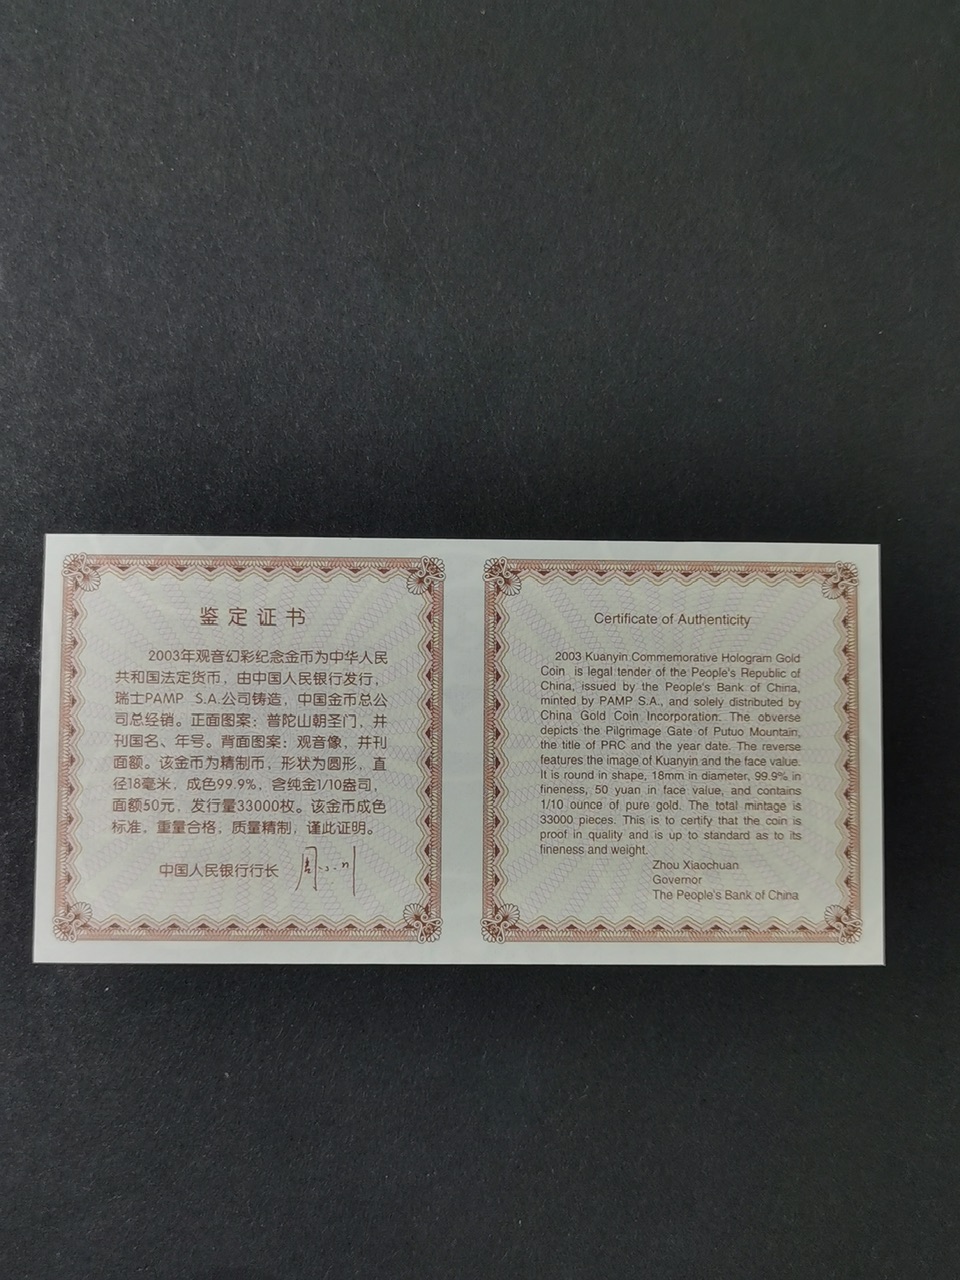 鉴定证书
2003年观音幻彩纪念金币为中华人民
共和国法定货币，由中国人民银行发行，
瑞士PAMP S.A.公司铸造，中国金币总公
司总经销。正面图案：普陀山朝圣门，并
刊国名、年号。背面图案：观音像，并刊
面额。该金币为精制币，形状为圆形，直
径18毫米，成色99.9%，含纯金1/10盎司，
面额50元，发行量33000枚。该金币成色
标准，重量合格，质量精制，谨此证明。
中国人民银行行长
Certificate of Authenticity
2003 Kuanyin Commemorative Hologram Gold
Coin is legal tender of the People's Republic of
China, issued by the People's Bank of China,
minted by PAMP S.A., and solely distributed by
China Gold Coin Incorporation. The obverse
depicts the Pilgrimage Gate of Putuo Mountain,
the title of PRC and the year date. The reverse
features the image of Kuanyin and the face value.
It is round in shape, 18mm in diameter, 99.9% in
fineness, 50 yuan in face value, and contains
1/10 ounce of pure gold. The total mintage is
33000 pieces. This is to certify that the coin is
proof in quality and is up to standard as to its
fineness and weight.
Zhou Xiaochuan
Governor
The People's Bank of China